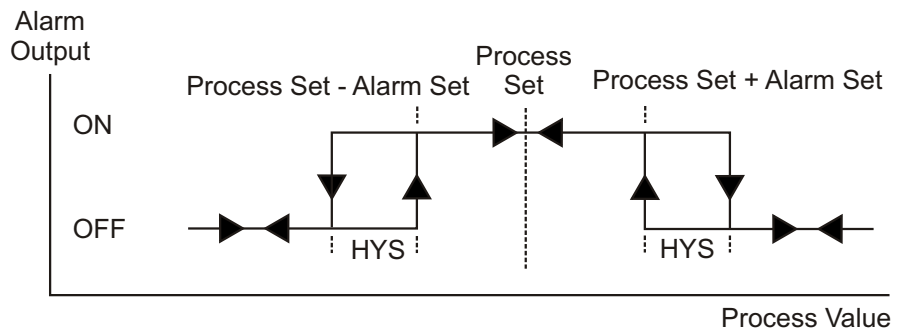 Alarm
Output
Process
Set
Process Set - Alarm Set
Process Set + Alarm Set
ON
OFF
HYS
HYS
Process Value